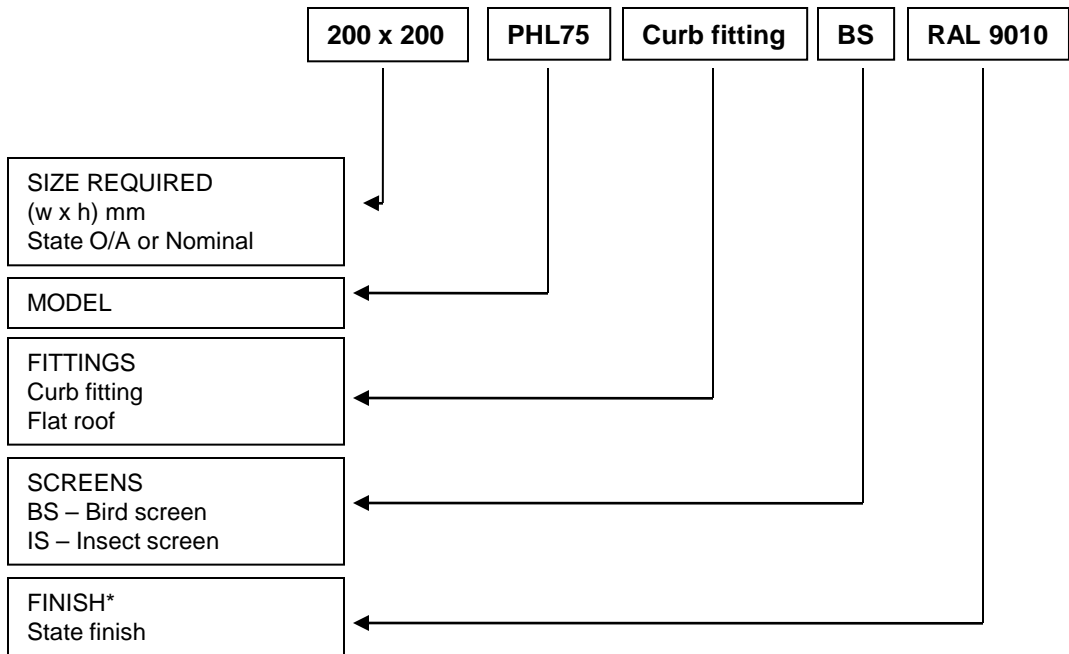 200 x 200 PHL75 Curb fitting BS RAL 9010
SIZE REQUIRED
(w x h) mm
State O/A or Nominal
MODEL
FITTINGS
Curb fitting
Flat roof
SCREENS
BS – Bird screen
IS – Insect screen
FINISH*
State finish